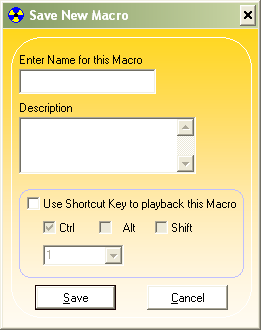 Save New Macro
Enter Name for this Macro
Description
Use Shortcut Key to playback this Macro
Ctrl Alt Shift
1
Save Cancel